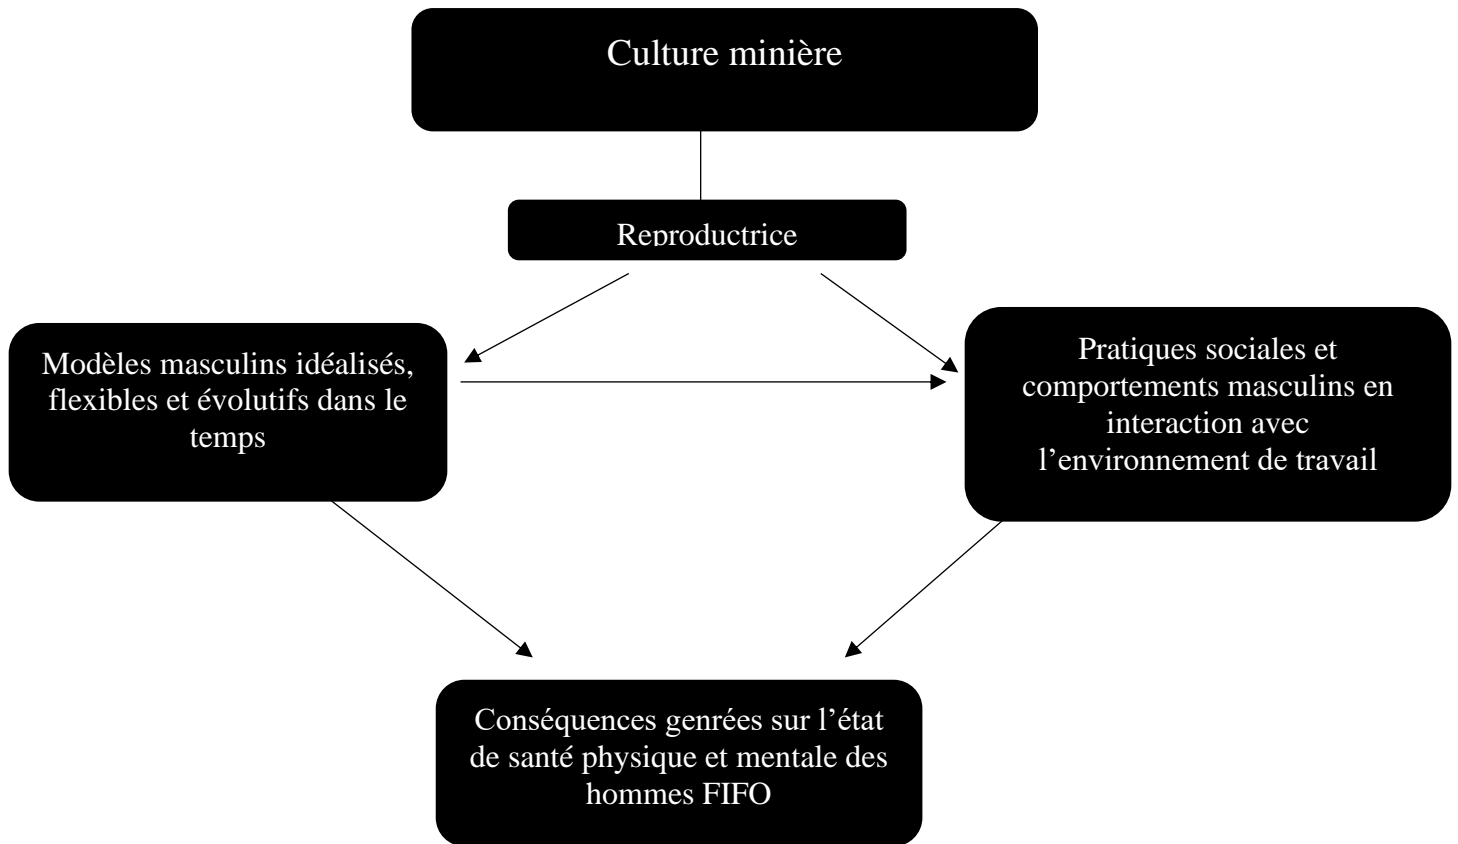 Culture minière
Reproductrice
Modèles masculins idéalisés,
flexibles et évolutifs dans le
temps
Pratiques sociales et
comportements masculins en
interaction avec
l’environnement de travail
Conséquences genrées sur l’état
de santé physique et mentale des
hommes FIFO